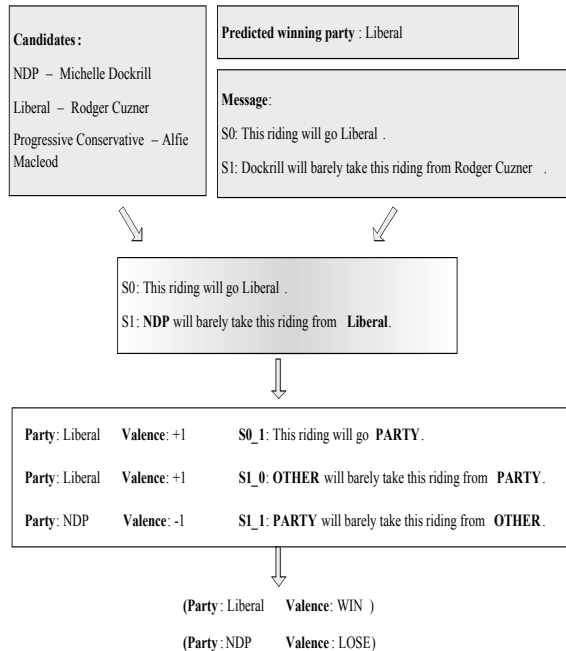 Candidates:
NDP – Michelle Dockrill
Liberal – Rodger Cuzner
Progressive Conservative – Alfie
Macleod
Predicted winning party : Liberal
Message:
S0: This riding will go Liberal .
S1: Dockrill will barely take this riding from Rodger Cuzner .
S0: This riding will go Liberal .
S1: NDP will barely take this riding from Liberal.
Party: Liberal Valence: +1 S0_1: This riding will go PARTY.
Party: Liberal Valence: +1 S1_0: OTHER will barely take this riding from PARTY.
Party: NDP Valence: -1 S1_1: PARTY will barely take this riding from OTHER.
(Party: Liberal Valence: WIN )
(Party: NDP Valence: LOSE)